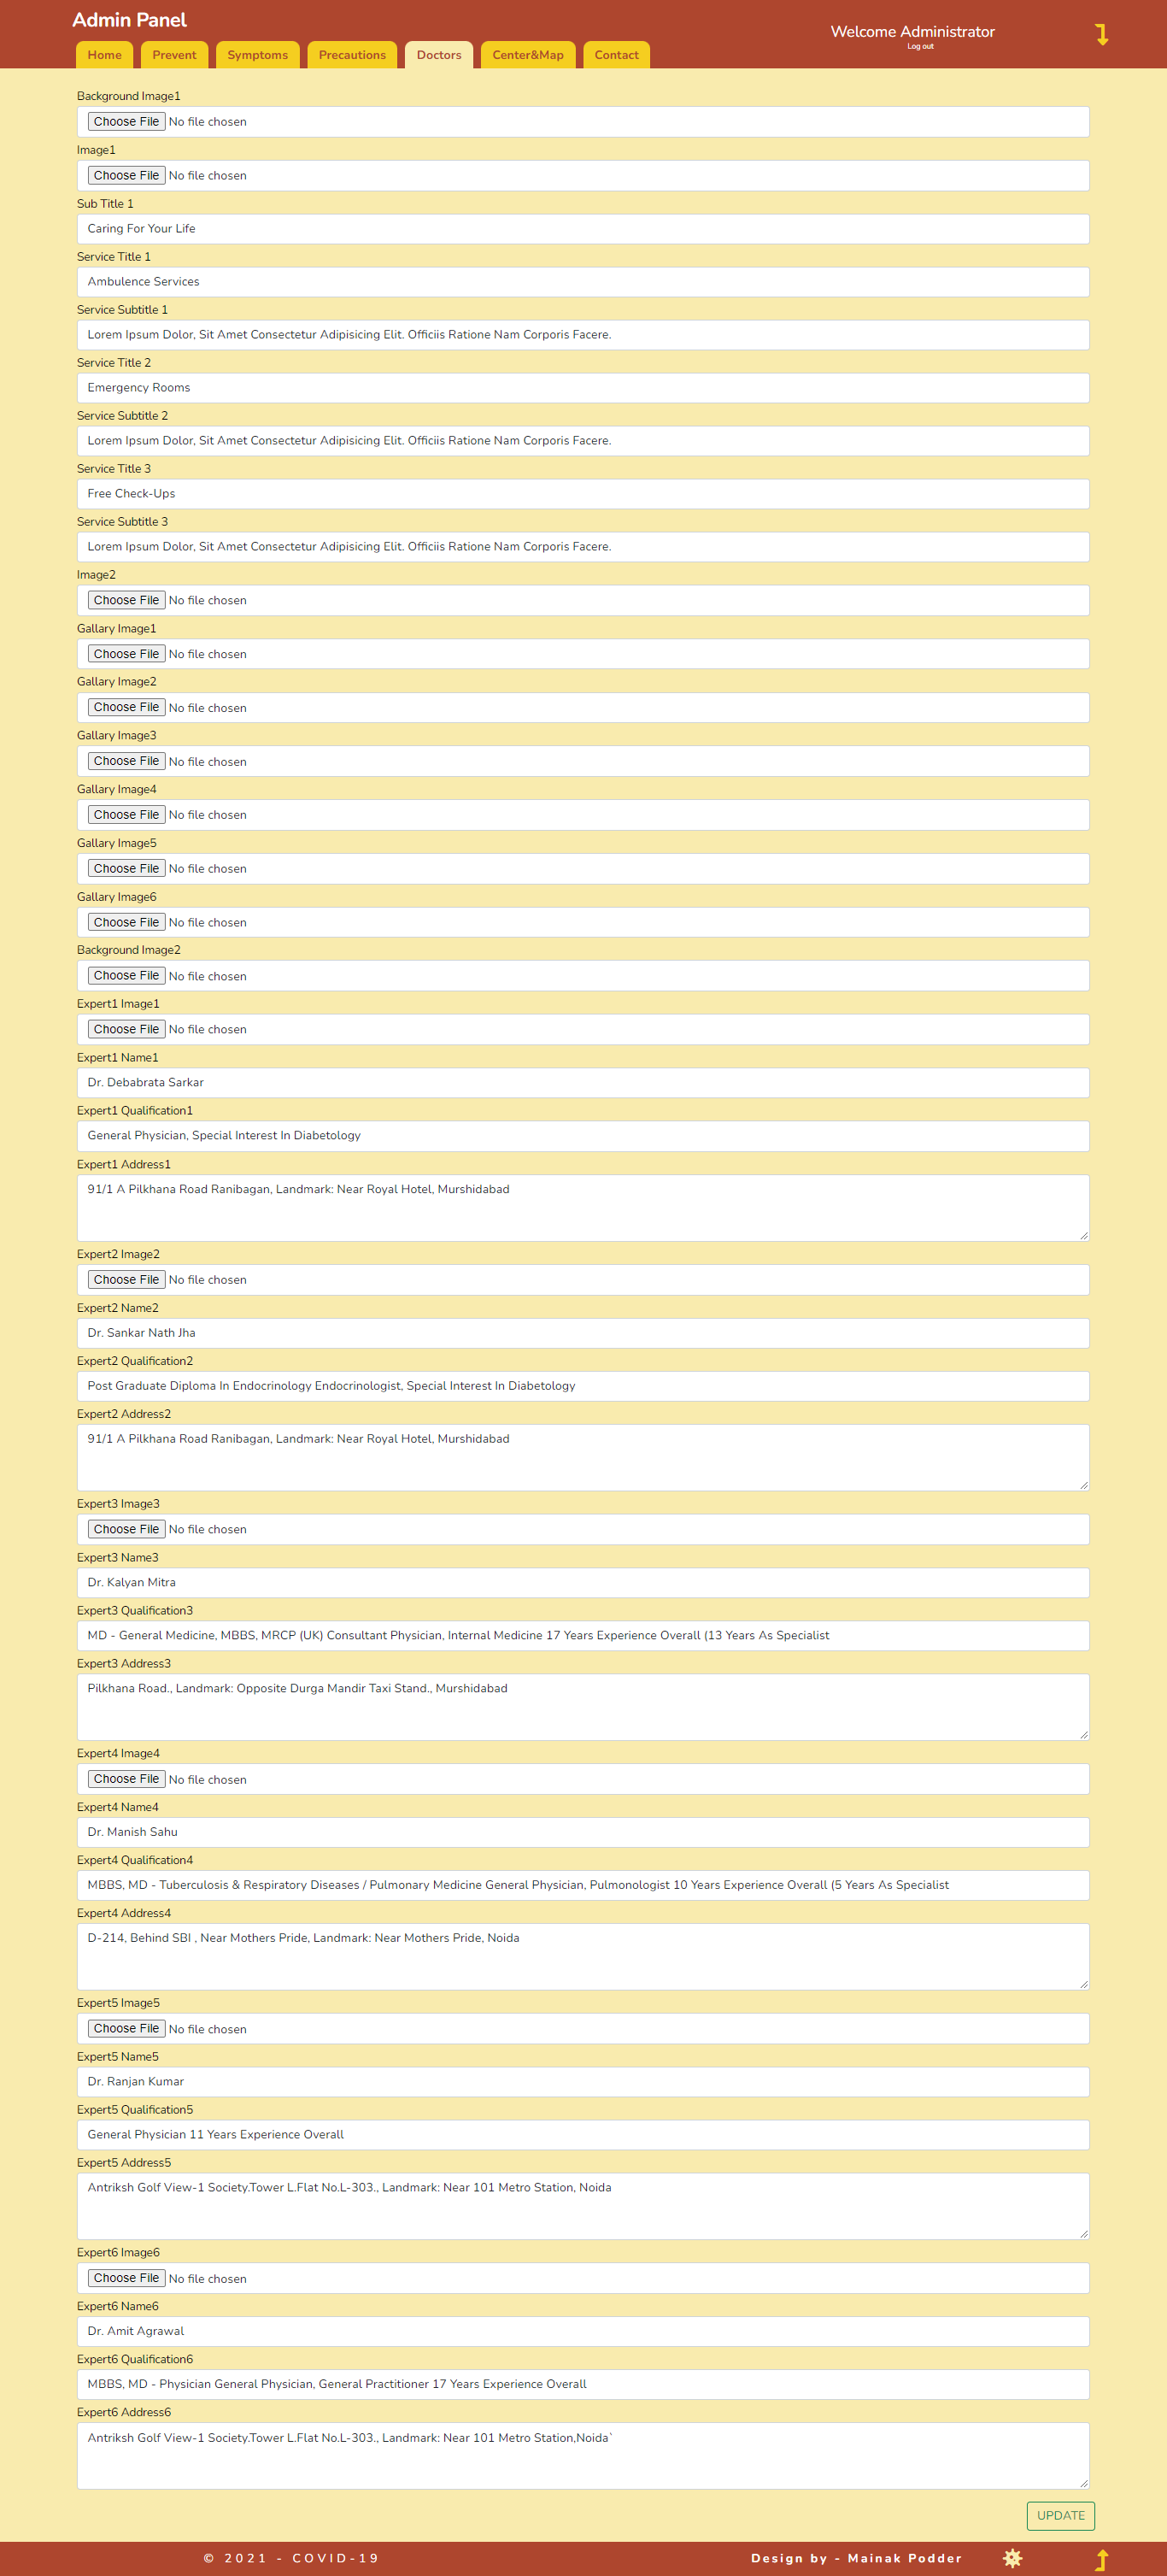 Admin Panel
Welcome Administrator
Log out
Home Prevent Symptoms Precautions Doctors Center&Map Contact
Background Image1
Choose File No file chosen
Image1
Choose File No file chosen
Sub Title 1
Caring For Your Life
Service Title 1
Ambulence Services
Service Subtitle 1
Lorem Ipsum Dolor, Sit Amet Consectetur Adipisicing Elit. Officiis Ratione Nam Corporis Facere.
Service Title 2
Emergency Rooms
Service Subtitle 2
Lorem Ipsum Dolor, Sit Amet Consectetur Adipisicing Elit. Officiis Ratione Nam Corporis Facere.
Service Title 3
Free Check-Ups
Service Subtitle 3
Lorem Ipsum Dolor, Sit Amet Consectetur Adipisicing Elit. Officiis Ratione Nam Corporis Facere.
Image2
Choose File No file chosen
Gallary Image1
Choose File No file chosen
Gallary Image2
Choose File No file chosen
Gallary Image3
Choose File No file chosen
Gallary Image4
Choose File No file chosen
Gallary Image5
Choose File No file chosen
Gallary Image6
Choose File No file chosen
Background Image2
Choose File No file chosen
Expert1 Image1
Choose File No file chosen
Expert1 Name1
Dr. Debabrata Sarkar
Expert1 Qualification1
General Physician, Special Interest In Diabetology
Expert1 Address1
91/1 A Pilkhana Road Ranibagan, Landmark: Near Royal Hotel, Murshidabad
Expert2 Image2
Choose File No file chosen
Expert2 Name2
Dr. Sankar Nath Jha
Expert2 Qualification2
Post Graduate Diploma In Endocrinology Endocrinologist, Special Interest In Diabetology
Expert2 Address2
91/1 A Pilkhana Road Ranibagan, Landmark: Near Royal Hotel, Murshidabad
Expert3 Image3
Choose File No file chosen
Expert3 Name3
Dr. Kalyan Mitra
Expert3 Qualification3
MD - General Medicine, MBBS, MRCP (UK) Consultant Physician, Internal Medicine 17 Years Experience Overall (13 Years As Specialist
Expert3 Address3
Pilkhana Road., Landmark: Opposite Durga Mandir Taxi Stand., Murshidabad
Expert4 Image4
Choose File No file chosen
Expert4 Name4
Dr. Manish Sahu
Expert4 Qualification4
MBBS, MD - Tuberculosis & Respiratory Diseases / Pulmonary Medicine General Physician, Pulmonologist 10 Years Experience Overall (5 Years As Specialist
Expert4 Address4
D-214, Behind SBI , Near Mothers Pride, Landmark: Near Mothers Pride, Noida
Expert5 Image5
Choose File No file chosen
Expert5 Name5
Dr. Ranjan Kumar
Expert5 Qualification5
General Physician 11 Years Experience Overall
Expert5 Address5
Antriksh Golf View-1 Society.Tower L.Flat No.L-303., Landmark: Near 101 Metro Station, Noida
Expert6 Image6
Choose File No file chosen
Expert6 Name6
Dr. Amit Agrawal
Expert6 Qualification6
MBBS, MD - Physician General Physician, General Practitioner 17 Years Experience Overall
Expert6 Address6
Antriksh Golf View-1 Society.Tower L.Flat No.L-303., Landmark: Near 101 Metro Station,Noida`
UPDATE
© 2021 - COVID-19 Design by - Mainak Podder